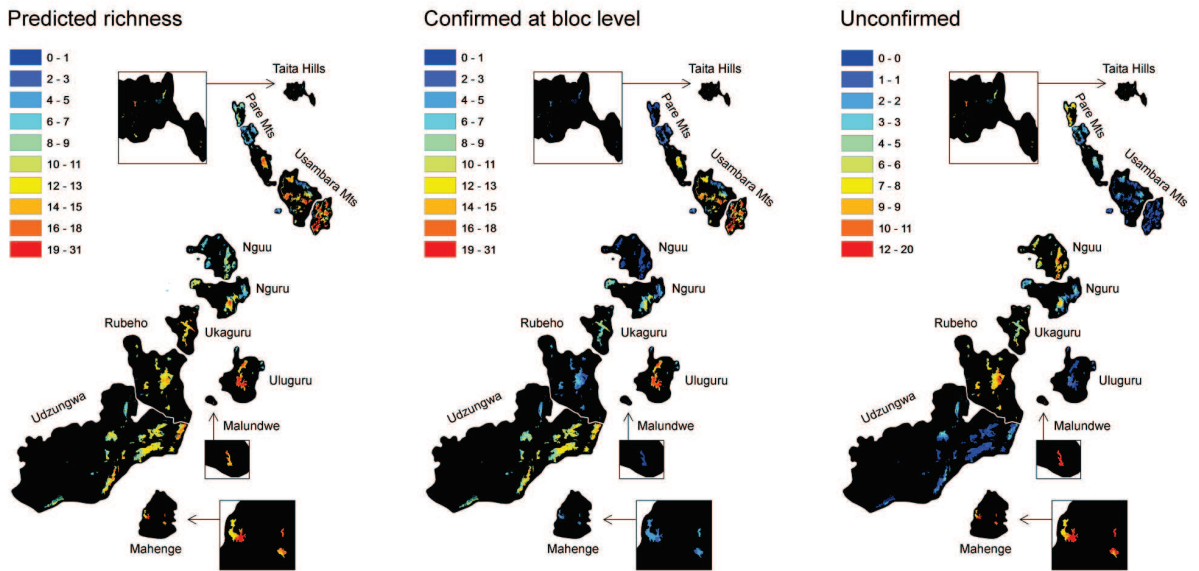 Predicted richness
0 - 1
2 - 3
4 - 5
6 - 7
8 - 9
10 - 11
12 - 13
14 - 15
16 - 18
19 - 31
Taita Hills
Pare Mts
Usambara Mts
Nguu
Nguru
Rubeho
Ukaguru
Uluguru
Udzungwa
Malundwe
Mahenge
Confirmed at bloc level
0 - 1
2 - 3
4 - 5
6 - 7
8 - 9
10 - 11
12 - 13
14 - 15
16 - 18
19 - 31
Taita Hills
Pare Mts
Usambara Mts
Nguu
Nguru
Rubeho
Ukaguru
Uluguru
Udzungwa
Malundwe
Mahenge
Unconfirmed
0 - 0
1 - 1
2 - 2
3 - 3
4 - 5
6 - 6
7 - 8
9 - 9
10 - 11
12 - 20
Taita Hills
Pare Mts
Usambara Mts
Nguu
Nguru
Rubeho
Ukaguru
Uluguru
Udzungwa
Malundwe
Mahenge